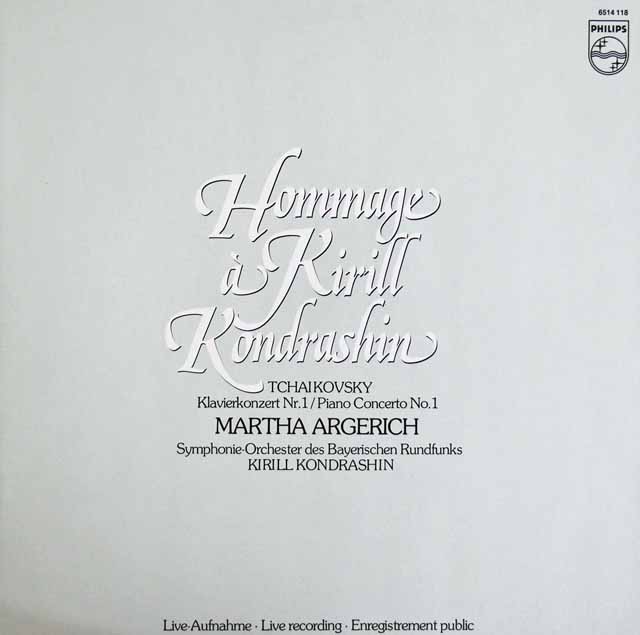 6514 118
PHILIPS
Hommage
à Kirill
Kondrashin
TCHAIKOVSKY
Klavierkonzert Nr.1/Piano Concerto No.1
MARTHA ARGERICH
Symphonie-Orchester des Bayerischen Rundfunks
KIRILL KONDRASHIN
Live-Aufnahme · Live recording · Enregistrement public